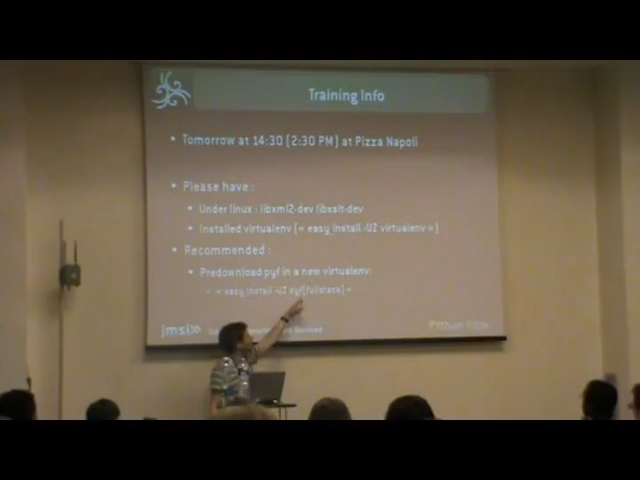 Training Info
Tomorrow at 14:30 (2:30 PM) at Pizza Napoli
Please have :
Under linux : libxml2-dev libxslt-dev
Installed virtualenv (« easy_install -UZ virtualenv »)
Recommended :
Predownload pyf in a new virtualenv:
- « easy_install -UZ pyf[fullstack] »
jmsi>>